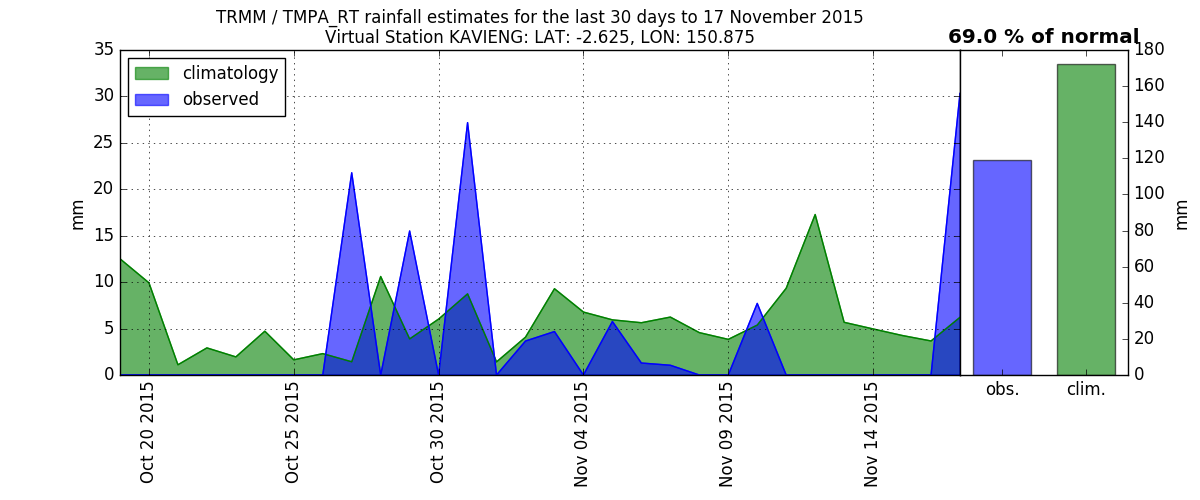 TRMM / TMPA_RT rainfall estimates for the last 30 days to 17 November 2015
Virtual Station KAVIENG: LAT: -2.625, LON: 150.875
69.0 % of normal
climatology
observed
mm
35
30
25
20
15
10
5
0
Oct 20 2015
Oct 25 2015
Oct 30 2015
Nov 04 2015
Nov 09 2015
Nov 14 2015
obs.
clim.
180
160
140
120
100
80
60
40
20
0
mm